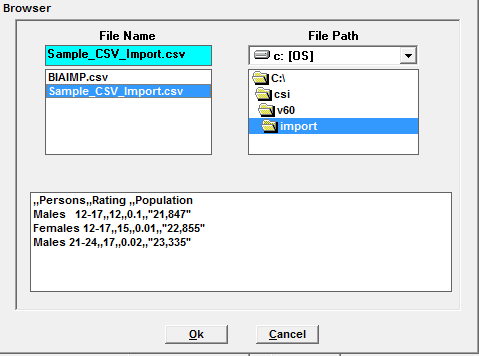 Browser
File Name
File Path
Sample_CSV_Import.csv
c: [OS]
BIAIMP.csv
Sample_CSV_Import.csv
C:\
csi
v60
import
,,Persons,,Rating ,,Population
Males   12-17,,12,,0.1,,"21,847"
Females 12-17,,15,,0.01,,"22,855"
Males 21-24,,17,,0.02,,"23,335"
Ok
Cancel